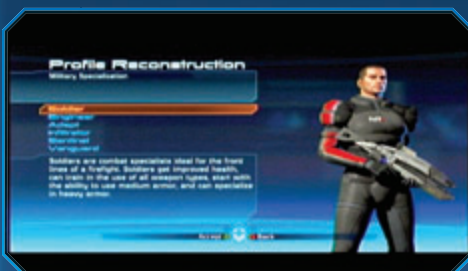 Profile Reconstruction
Military Specialization
Soldier
Engineer
Adept
Infiltrator
Sentinel
Vanguard
Soldiers are combat specialists ideal for the front
lines of a firefight. Soldiers get improved health,
can train in the use of all weapon types, start with
the ability to use medium armor, and can specialize
in heavy armor.
Accept Back